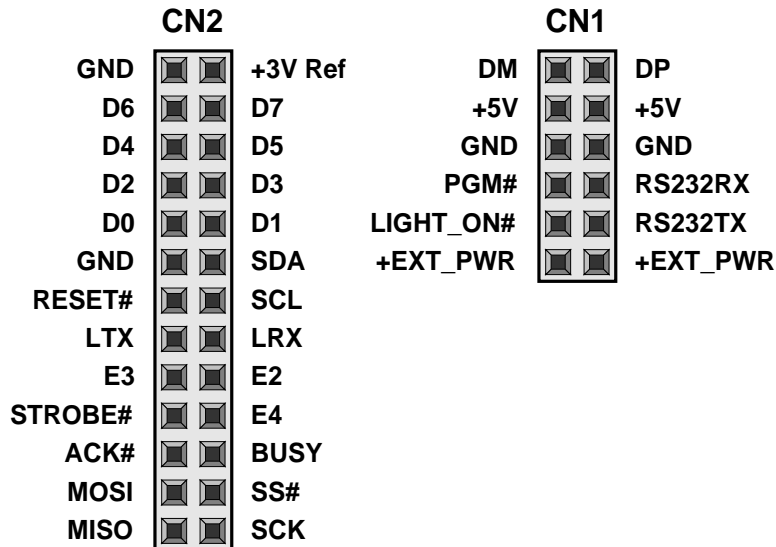 CN2
GND +3V Ref
D6 D7
D4 D5
D2 D3
D0 D1
GND SDA
RESET# SCL
LTX LRX
E3 E2
STROBE# E4
ACK# BUSY
MOSI SS#
MISO SCK
CN1
DM DP
+5V +5V
GND GND
PGM# RS232RX
LIGHT_ON# RS232TX
+EXT_PWR +EXT_PWR